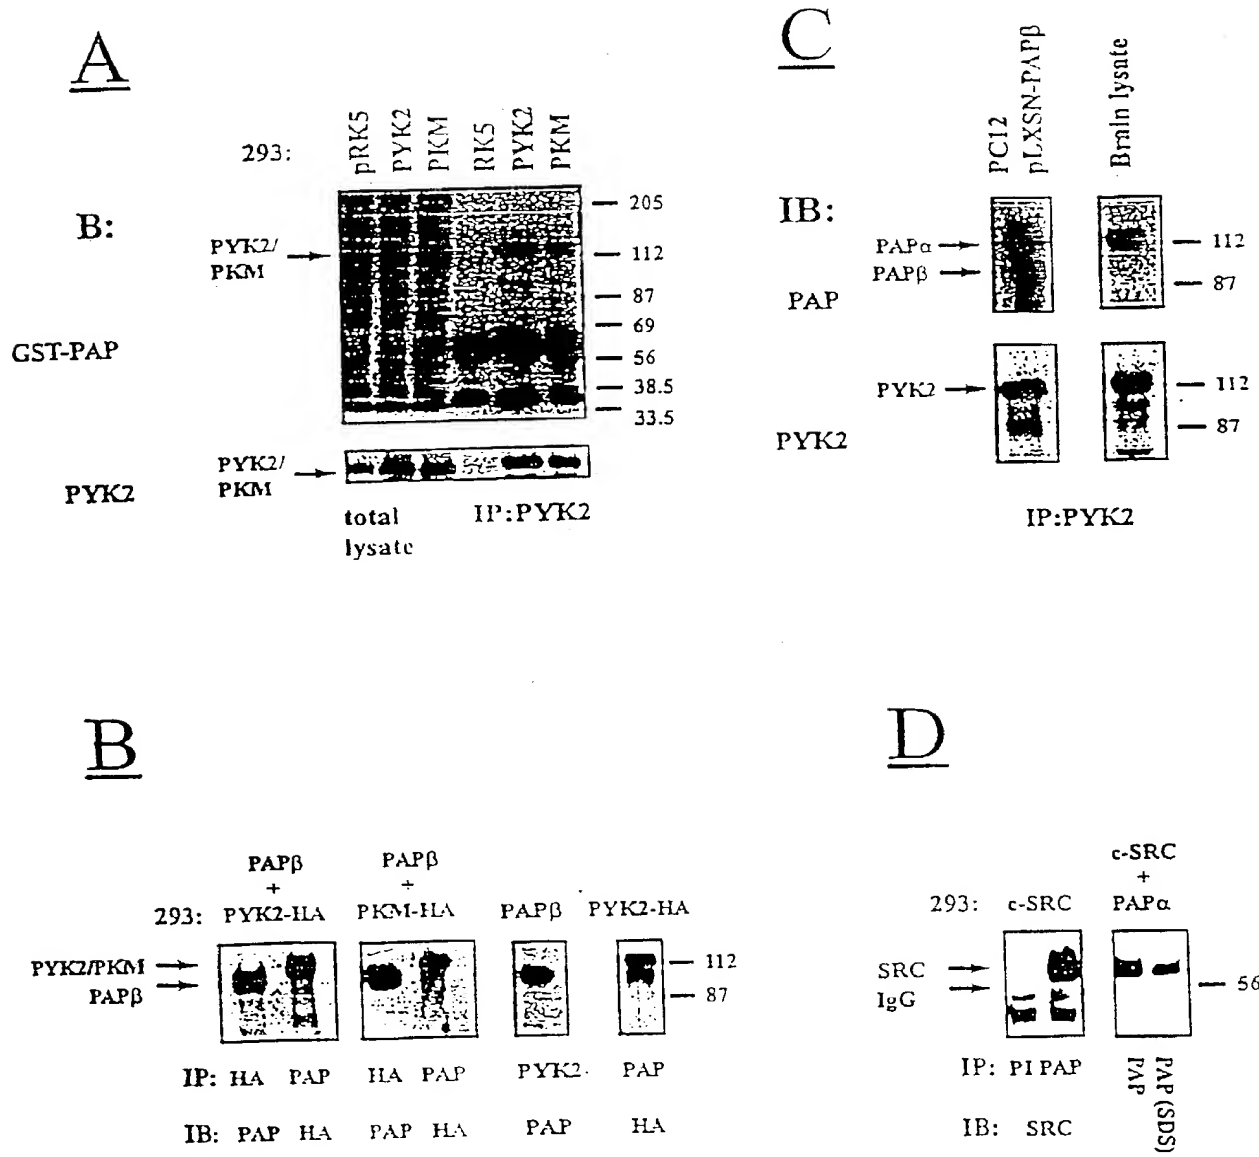 A
293:
pRK5
PYK2
PKM
RK5
PYK2
PKM
B:
PYK2/
PKM
GST-PAP
205
112
87
69
56
38.5
33.5
PYK2/
PKM
PYK2
total
lysate
IP:PYK2
C
PC12
pLXSN-PAPβ
Brain lysate
IB:
PAPα
PAPβ
PAP
112
87
PYK2
PYK2
112
87
IP:PYK2
B
293:
PAPβ
+
PYK2-HA
PAPβ
+
PKM-HA
PAPβ
PYK2-HA
PYK2/PKM
PAPβ
112
87
IP: HA PAP HA PAP PYK2 PAP
IB: PAP HA PAP HA PAP HA
D
293: c-SRC
c-SRC
+
PAPα
SRC
IgG
56
IP: PI PAP
PAP
PAP (SDS)
IB: SRC